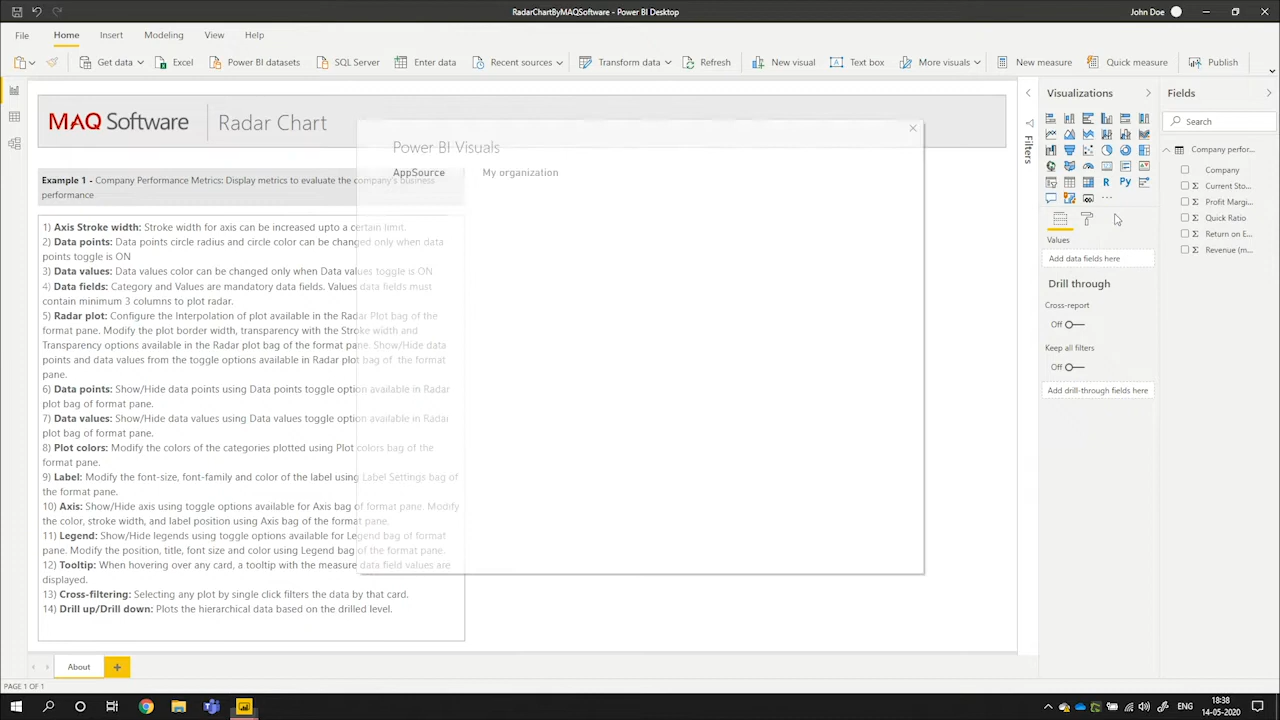 RadarChartByMAQSoftware - Power BI Desktop
John Doe
File Home Insert Modeling View Help
Get data Excel Power BI datasets SQL Server Enter data Recent sources Transform data Refresh New visual Text box More visuals New measure Quick measure Publish
MAQ Software Radar Chart
Power BI Visuals
AppSource My organization
Example 1 - Company Performance Metrics: Display metrics to evaluate the company's business
performance
1) Axis Stroke width: Stroke width for axis can be increased upto a certain limit.
2) Data points: Data points circle radius and circle color can be changed only when data
points toggle is ON
3) Data values: Data values color can be changed only when Data values toggle is ON
4) Data fields: Category and Values are mandatory data fields. Values data fields must
contain minimum 3 columns to plot radar.
5) Radar plot: Configure the Interpolation of plot available in the Radar Plot bag of the
format pane. Modify the plot border width, transparency with the Stroke width and
Transparency options available in the Radar plot bag of the format pane. Show/Hide data
points and data values from the toggle options available in Radar plot bag of the format
pane.
6) Data points: Show/Hide data points using Data points toggle option available in Radar
plot bag of format pane.
7) Data values: Show/Hide data values using Data values toggle option available in Radar
plot bag of format pane.
8) Plot colors: Modify the colors of the categories plotted using Plot colors bag of the
format pane.
9) Label: Modify the font-size, font-family and color of the label using Label Settings bag of
the format pane.
10) Axis: Show/Hide axis using toggle options available for Axis bag of format pane. Modify
the color, stroke width, and label position using Axis bag of the format pane.
11) Legend: Show/Hide legends using toggle options available for Legend bag of format
pane. Modify the position, title, font size and color using Legend bag of the format pane.
12) Tooltip: When hovering over any card, a tooltip with the measure data field values are
displayed.
13) Cross-filtering: Selecting any plot by single click filters the data by that card.
14) Drill up/Drill down: Plots the hierarchical data based on the drilled level.
Filters
Visualizations
R Py
Values
Add data fields here
Drill through
Cross-report
Off
Keep all filters
Off
Add drill-through fields here
Fields
Search
Company perfor...
Company
Σ Current Sto...
Σ Profit Margi...
Σ Quick Ratio
Σ Return on E...
Σ Revenue (m...
About
PAGE 1 OF 1
ENG
18:38
14-05-2020